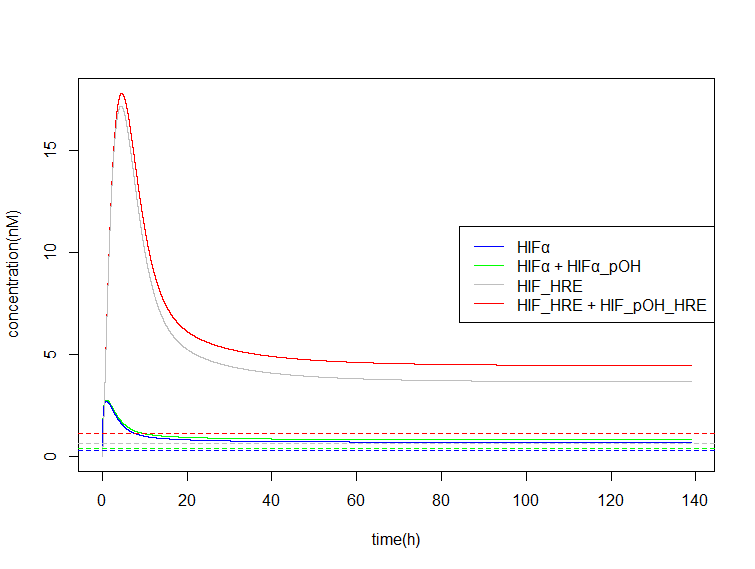 concentration(nM)
15
10
5
0
HIFα
HIFα + HIFα_pOH
HIF_HRE
HIF_HRE + HIF_pOH_HRE
0 20 40 60 80 100 120 140
time(h)